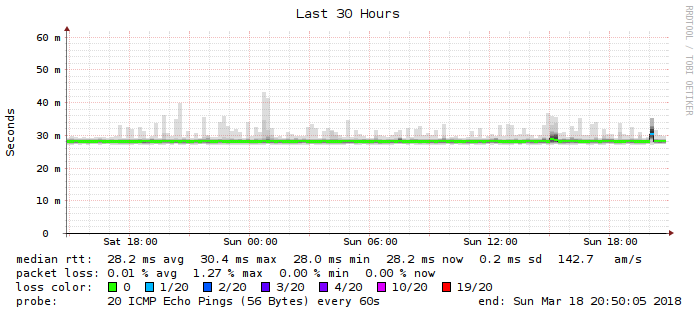 Last 30 Hours
RRDTOOL / TOBI OETIKER
Seconds
60 m
50 m
40 m
30 m
20 m
10 m
0
Sat 18:00 Sun 00:00 Sun 06:00 Sun 12:00 Sun 18:00
median rtt: 28.2 ms avg 30.4 ms max 28.0 ms min 28.2 ms now 0.2 ms sd 142.7 am/s
packet loss: 0.01 % avg 1.27 % max 0.00 % min 0.00 % now
loss color: 0 1/20 2/20 3/20 4/20 10/20 19/20
probe: 20 ICMP Echo Pings (56 Bytes) every 60s end: Sun Mar 18 20:50:05 2018